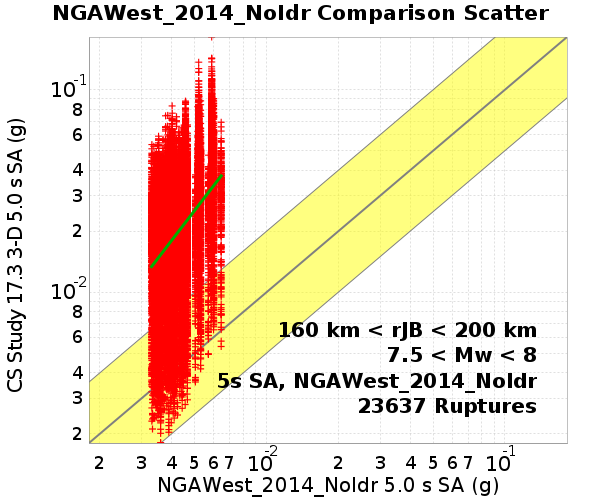 NGAWest_2014_NoIdr Comparison Scatter
CS Study 17.3 3-D 5.0 s SA (g)
10-1
8
6
4
3
2
10-2
8
6
4
3
2
160 km < rJB < 200 km
7.5 < Mw < 8
5s SA, NGAWest_2014_NoIdr
23637 Ruptures
2 3 4 5 6 7 10-2 2 3 4 5 6 7 10-1
NGAWest_2014_NoIdr 5.0 s SA (g)